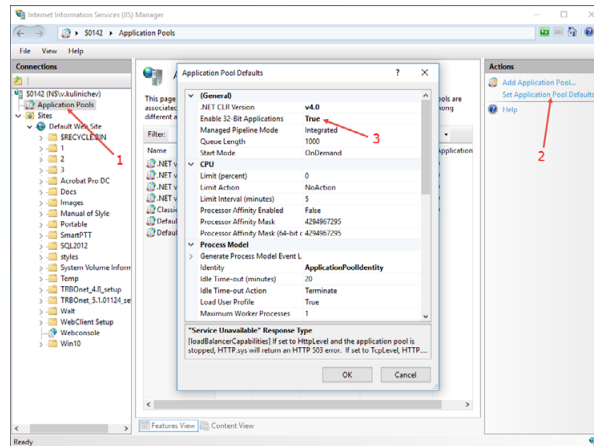 Internet Information Services (IIS) Manager
S0142 ▸ Application Pools
File View Help
Connections
S0142 (NS\v.kulinichev)
Application Pools
Sites
Default Web Site
$RECYCLE.BIN
1
2
3
Acrobat Pro DC
Docs
Images
Manual of Slyle
Portable
SmartPTT
SQL2012
styles
System Volume Inform
Temp
TRBOnet_4.8_setup
TRBOnet_5.1.01124_se
Walt
WebClient Setup
Webconsole
Win10
1
This page
associated
different a
Filter:
Name
.NET v
.NET v
.NET v
.NET v
Classi
Defaul
Defaul
ools are
mong
Application
Application Pool Defaults
? X
(General)
.NET CLR Version v4.0
Enable 32-Bit Applications True
Managed Pipeline Mode Integrated
Queue Length 1000
Start Mode OnDemand
3
CPU
Limit (percent) 0
Limit Action NoAction
Limit Interval (minutes) 5
Processor Affinity Enabled False
Processor Affinity Mask 4294967295
Processor Affinity Mask (64-bit c 4294967295
Process Model
Generate Process Model Event L
Identity ApplicationPoolIdentity
Idle Time-out (minutes) 20
Idle Time-out Action Terminate
Load User Profile True
Maximum Worker Processes 1
"Service Unavailable" Response Type
[loadBalancerCapabilities] If set to HttpLevel and the application pool is
stopped, HTTP.sys will return an HTTP 503 error. If set to TcpLevel, HTTP....
OK Cancel
Features View Content View
Actions
Add Application Pool...
Set Application Pool Defaults
Help
2
Ready